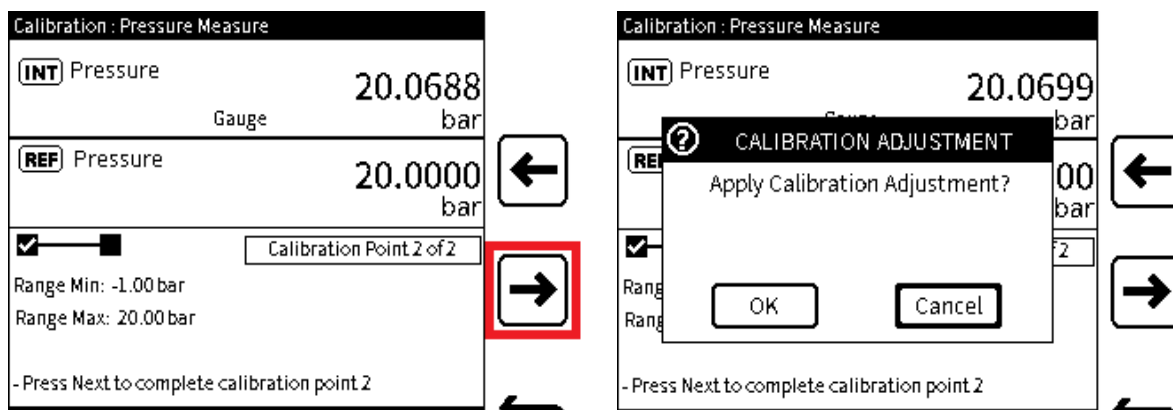 Calibration : Pressure Measure
INT Pressure
20.0688
Gauge bar
REF Pressure
20.0000
bar
Calibration Point 2 of 2
Range Min: -1.00 bar
Range Max: 20.00 bar
- Press Next to complete calibration point 2
Calibration : Pressure Measure
INT Pressure
20.0699
bar
CALIBRATION ADJUSTMENT
Apply Calibration Adjustment?
00
bar
2
OK Cancel
- Press Next to complete calibration point 2